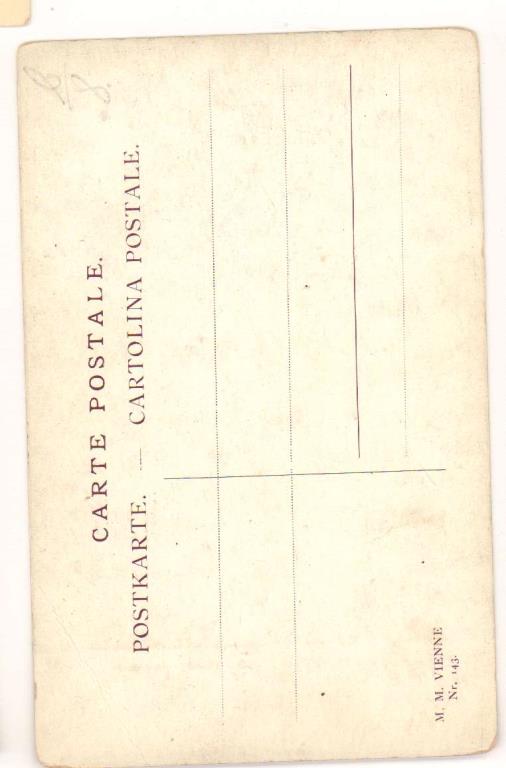 CARTE POSTALE.
POSTKARTE. — CARTOLINA POSTALE.
M. M. VIENNE
Nr. 143.